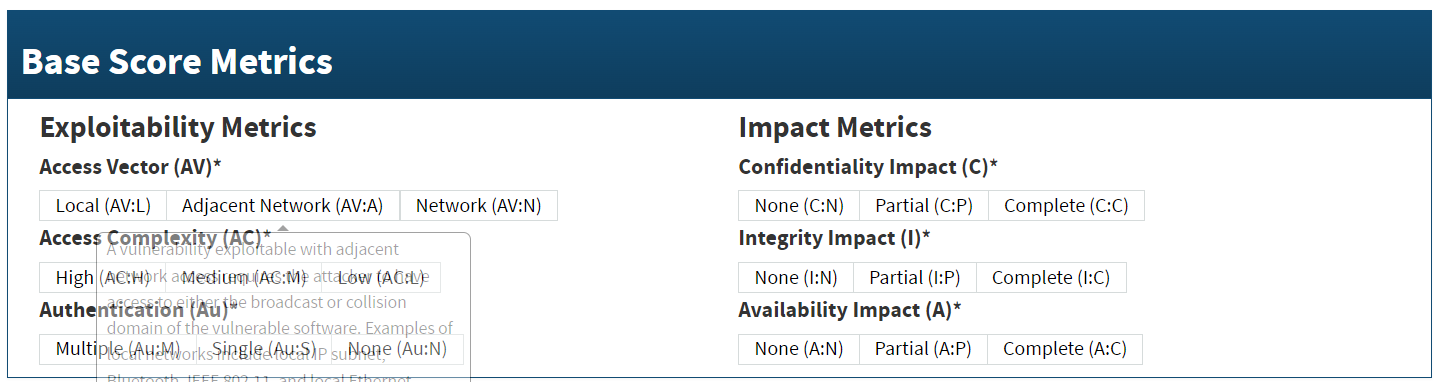 Base Score Metrics
Exploitability Metrics
Access Vector (AV)*
Local (AV:L) Adjacent Network (AV:A) Network (AV:N)
Access Complexity (AC)*
High (AC:H) Medium (AC:M) Low (AC:L)
Authentication (Au)*
Multiple (Au:M) Single (Au:S) None (Au:N)
A vulnerability exploitable with adjacent
network access requires the attacker to have
access to either the broadcast or collision
domain of the vulnerable software. Examples of
local networks include local IP subnet,
Bluetooth, IEEE 802.11, and local Ethernet
Impact Metrics
Confidentiality Impact (C)*
None (C:N) Partial (C:P) Complete (C:C)
Integrity Impact (I)*
None (I:N) Partial (I:P) Complete (I:C)
Availability Impact (A)*
None (A:N) Partial (A:P) Complete (A:C)